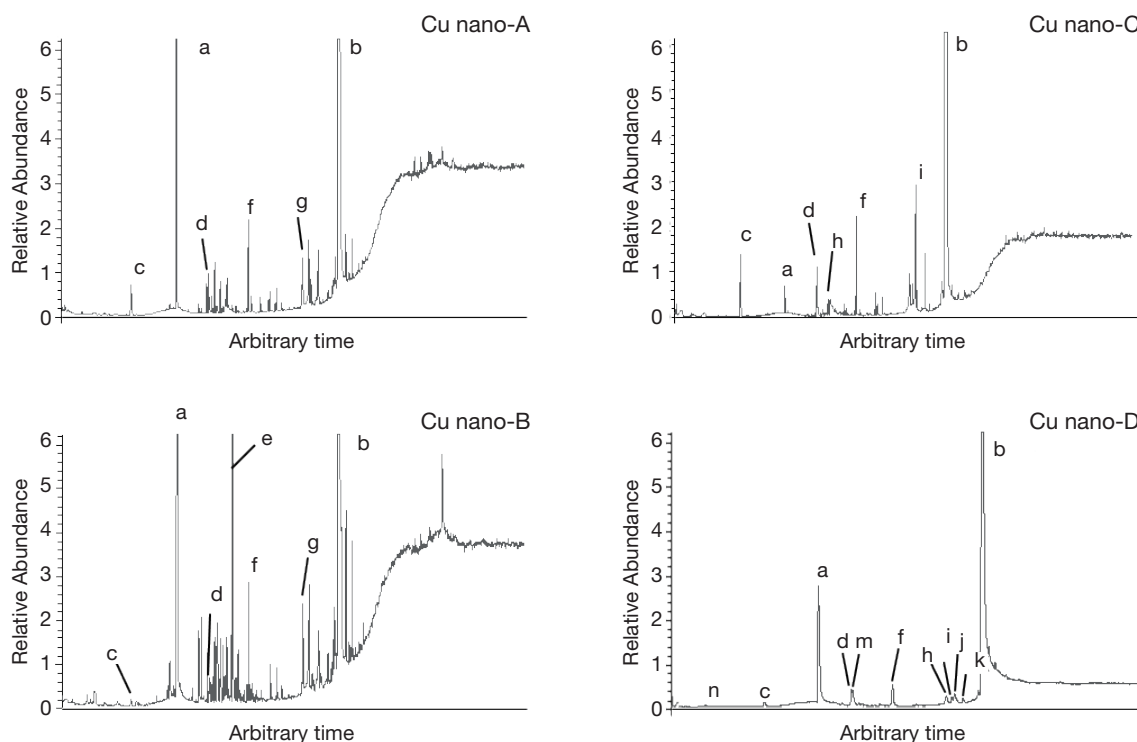 Cu nano-A
Relative Abundance
6
5
4
3
2
1
0
a
b
c
d
f
g
Arbitrary time
Cu nano-C
Relative Abundance
6
5
4
3
2
1
0
b
i
f
d
c
h
a
Arbitrary time
Cu nano-B
Relative Abundance
6
5
4
3
2
1
0
a
e
b
g
f
d
c
Arbitrary time
Cu nano-D
Relative Abundance
6
5
4
3
2
1
0
b
a
d m f
h i j k
n c
Arbitrary time